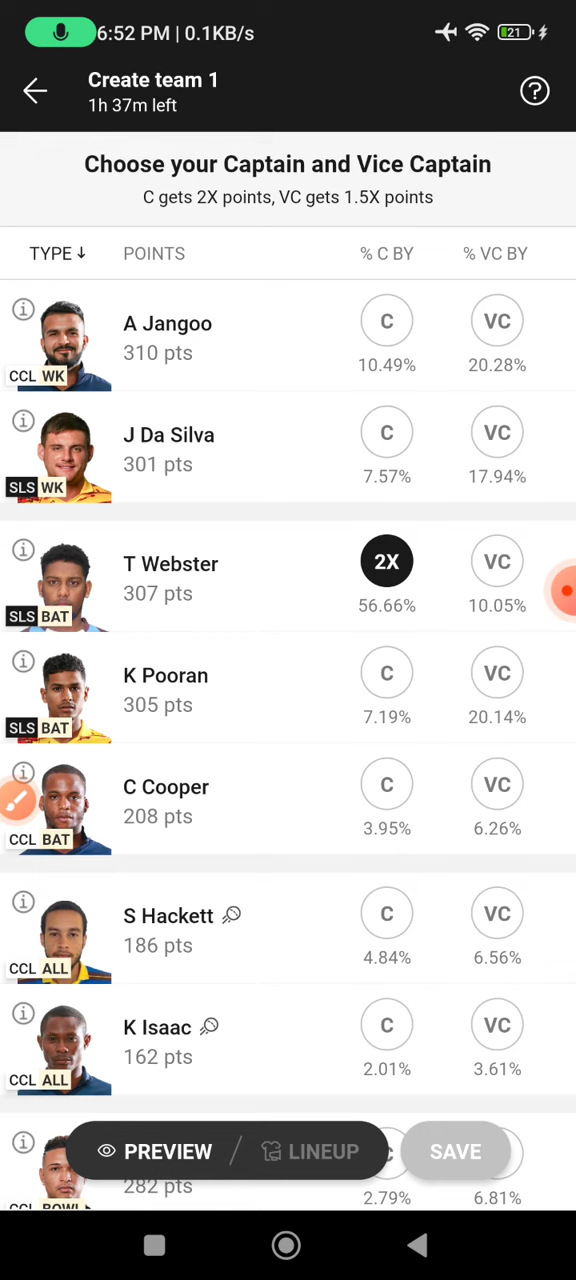 6:52 PM | 0.1KB/s 21
Create team 1
1h 37m left
Choose your Captain and Vice Captain
C gets 2X points, VC gets 1.5X points
TYPE POINTS % C BY % VC BY
A Jangoo C VC
310 pts 10.49% 20.28%
CCL WK
J Da Silva C VC
301 pts 7.57% 17.94%
SLS WK
T Webster 2X VC
307 pts 56.66% 10.05%
SLS BAT
K Pooran C VC
305 pts 7.19% 20.14%
SLS BAT
C Cooper C VC
208 pts 3.95% 6.26%
CCL BAT
S Hackett C VC
186 pts 4.84% 6.56%
CCL ALL
K Isaac C VC
162 pts 2.01% 3.61%
CCL ALL
PREVIEW / LINEUP SAVE
282 pts 2.79% 6.81%
CCL BOWL